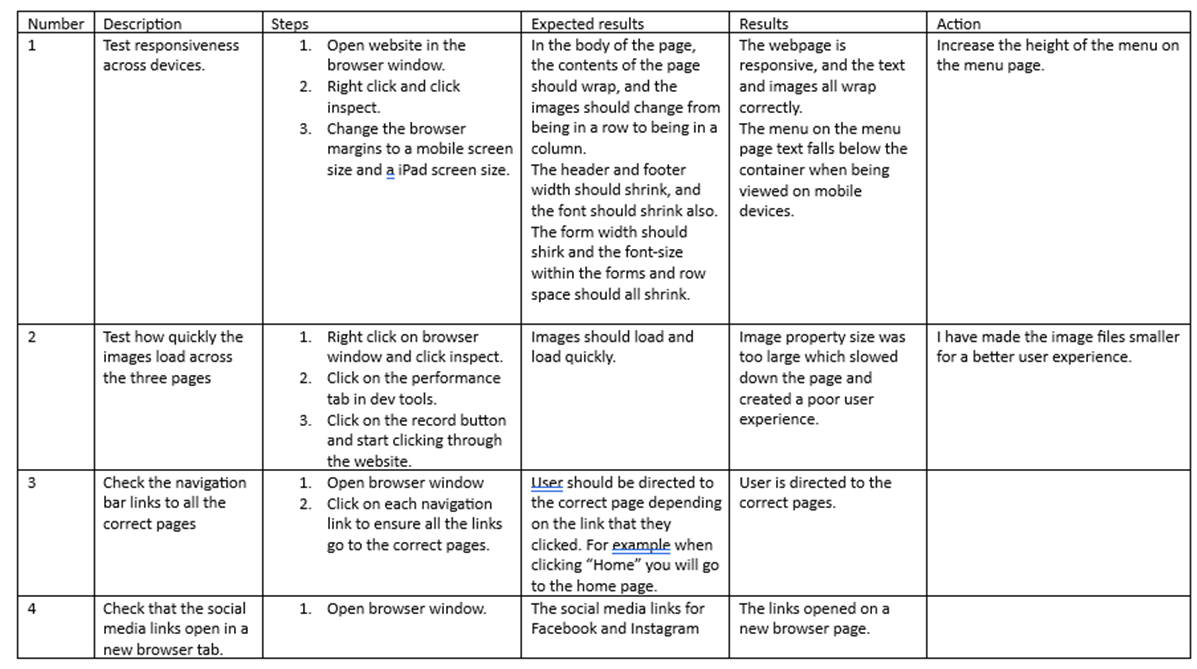 Number Description Steps Expected results Results Action
1
Test responsiveness
across devices.
1. Open website in the
browser window.
2. Right click and click
inspect.
3. Change the browser
margins to a mobile screen
size and a iPad screen size.
In the body of the page,
the contents of the page
should wrap, and the
images should change from
being in a row to being in a
column.
The header and footer
width should shrink, and
the font should shrink also.
The form width should
shirk and the font-size
within the forms and row
space should all shrink.
The webpage is
responsive, and the text
and images all wrap
correctly.
The menu on the menu
page text falls below the
container when being
viewed on mobile
devices.
Increase the height of the menu on
the menu page.
2
Test how quickly the
images load across
the three pages
1. Right click on browser
window and click inspect.
2. Click on the performance
tab in dev tools.
3. Click on the record button
and start clicking through
the website.
Images should load and
load quickly.
Image property size was
too large which slowed
down the page and
created a poor user
experience.
I have made the image files smaller
for a better user experience.
3
Check the navigation
bar links to all the
correct pages
1. Open browser window
2. Click on each navigation
link to ensure all the links
go to the correct pages.
User should be directed to
the correct page depending
on the link that they
clicked. For example when
clicking “Home” you will go
to the home page.
User is directed to the
correct pages.
4
Check that the social
media links open in a
new browser tab.
1. Open browser window.
The social media links for
Facebook and Instagram
The links opened on a
new browser page.